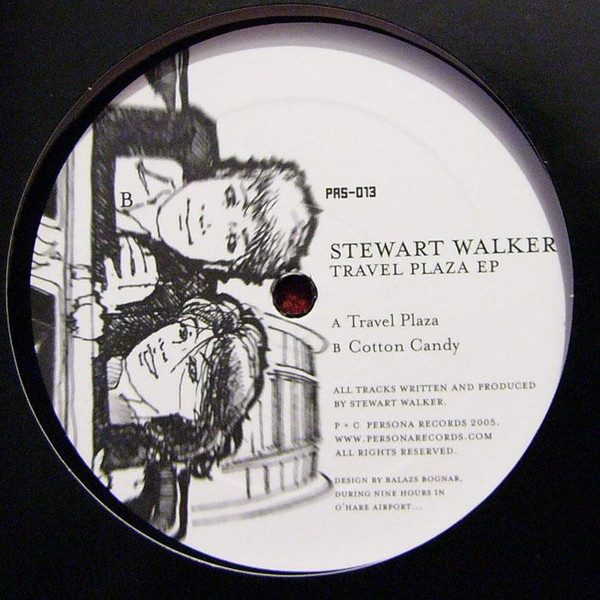 B
PRS-013
STEWART WALKER
TRAVEL PLAZA EP
A Travel Plaza
B Cotton Candy
ALL TRACKS WRITTEN AND PRODUCED
BY STEWART WALKER.
P + C PERSONA RECORDS 2005.
WWW.PERSONARECORDS.COM
ALL RIGHTS RESERVED.
DESIGN BY BALAZS BOGNAR,
DURING NINE HOURS IN
O'HARE AIRPORT...